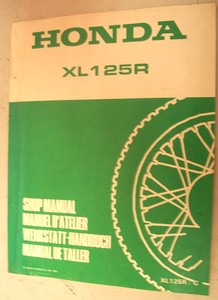 HONDA
XL125R
SHOP MANUAL
MANUEL D'ATELIER
WERKSTATT-HANDBUCH
MANUAL DE TALLER
XL125R